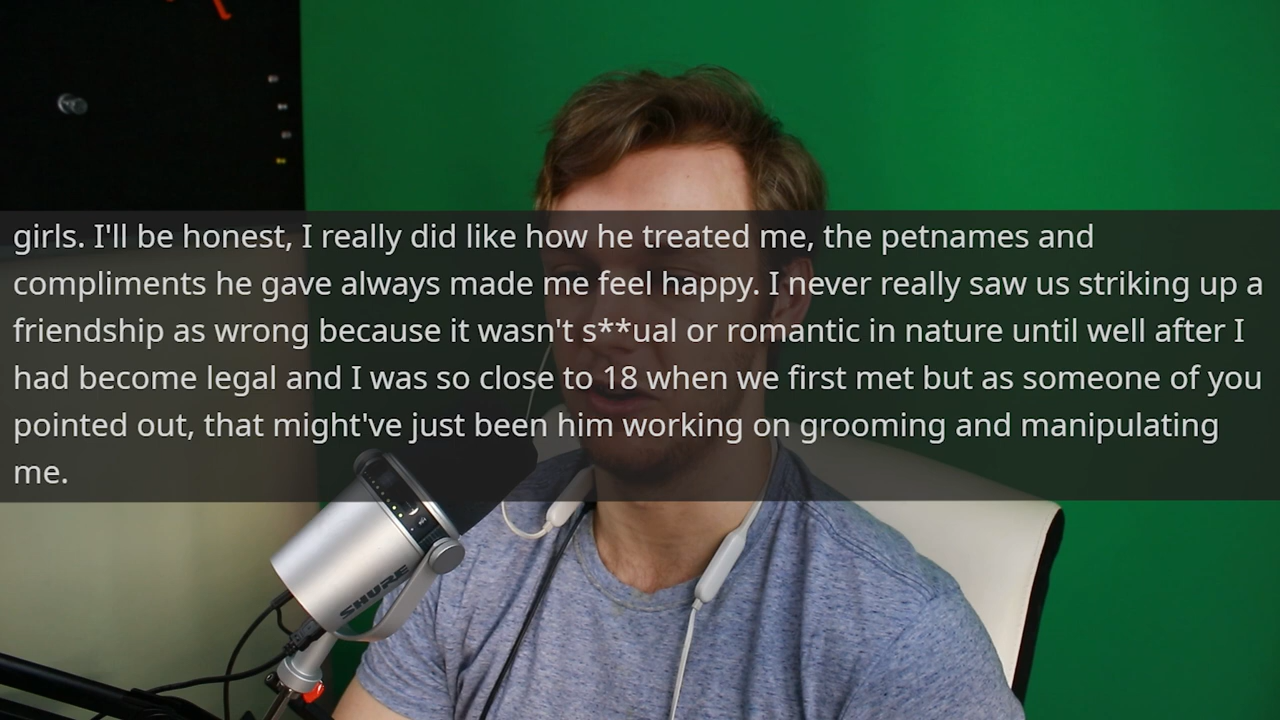 girls. I'll be honest, I really did like how he treated me, the petnames and
compliments he gave always made me feel happy. I never really saw us striking up a
friendship as wrong because it wasn't s**ual or romantic in nature until well after I
had become legal and I was so close to 18 when we first met but as someone of you
pointed out, that might've just been him working on grooming and manipulating
me.
SHURE